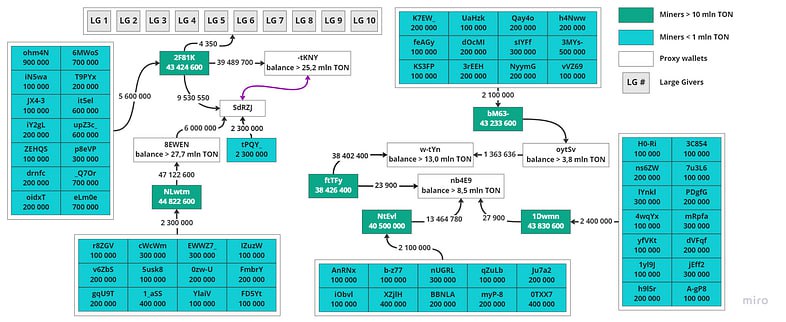 LG 1 LG 2 LG 3 LG 4 LG 5 LG 6 LG 7 LG 8 LG 9 LG 10
4 350
2F81K
43 424 600
39 489 700
-tKNY
balance > 25,2 mln TON
9 530 550
SdRZJ
5 600 000
6 000 000
2 300 000
8EWEN
balance > 27,7 mln TON
tPQY_
2 300 000
47 122 600
NLwtm
44 822 600
2 300 000
ohm4N 6MWoS
900 000 700 000
iN5wa T9PYx
100 000 200 000
JX4-3 itSel
100 000 600 000
iY2gL upZ3c_
200 000 600 000
ZEHQS p8eVP
100 000 300 000
drnfc _Q7Or
200 000 700 000
oidxT eLm0e
200 000 700 000
r8ZGV cWcWm EWWZ7_ lZuzW
100 000 300 000 300 000 100 000
v6ZbS 5usk8 0zw-U FmbrY
200 000 100 000 200 000 200 000
gqU9T 1_aSS YlaiV FD5Yt
200 000 400 000 100 000 100 000
K7EW_ UaHzk Qay4o h4Nww
200 000 100 000 200 000 200 000
feAGy dOcMl sIYFf 3MYs-
100 000 200 000 300 000 500 000
KS3FP 3rEEH NyymG vVZ69
100 000 200 000 200 000 100 000
2 100 000
bM63-
43 233 600
oytSv
balance > 3,8 mln TON
1 363 636
w-tYn
balance > 13,0 mln TON
38 402 400
ftTFy
38 426 400
23 900
nb4E9
balance > 8,5 mln TON
NtEvl
40 500 000
13 464 780
27 900
1Dwmn
43 830 600
2 400 000
2 100 000
AnRNx b-z77 nUGRL qZuLb Ju7a2
100 000 100 000 300 000 100 000 200 000
iObvl XZjlH BBNLA myP-8 0TXX7
100 000 400 000 200 000 200 000 400 000
H0-Ri 3C854
100 000 100 000
ns6ZW 7u3L6
200 000 100 000
lYnkl PDgfG
300 000 200 000
4wqYx mRpfa
100 000 300 000
yfVKt dVFqf
100 000 200 000
1yl9J jEff2
100 000 300 000
h9lSr A-gP8
200 000 100 000
Miners > 10 mln TON
Miners < 1 mln TON
Proxy wallets
LG # Large Givers
miro